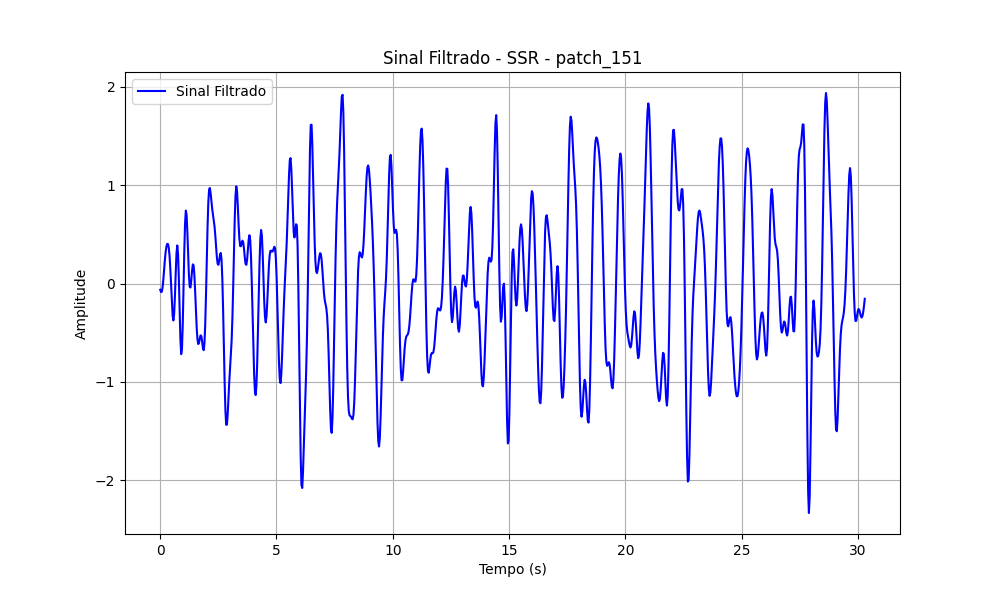 Sinal Filtrado - SSR - patch_151
Sinal Filtrado
2
1
0
−1
−2
Amplitude
0 5 10 15 20 25 30
Tempo (s)